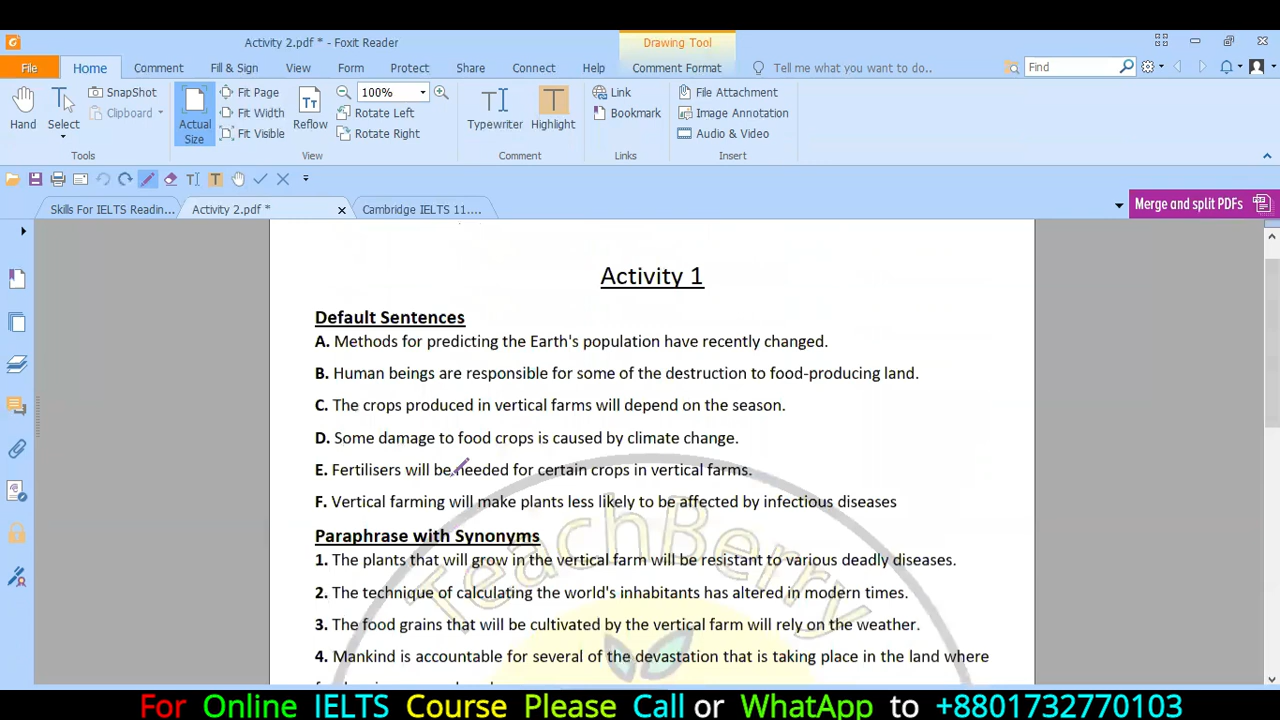 Activity 2.pdf * - Foxit Reader
Drawing Tool
File Home Comment Fill & Sign View Form Protect Share Connect Help Comment Format Tell me what you want to do.. Find
Hand
Select
SnapShot
Clipboard
Tools
Actual Size
Fit Page
Fit Width
Fit Visible
Reflow
100%
Rotate Left
Rotate Right
View
Typewriter
Highlight
Comment
Link
Bookmark
Links
File Attachment
Image Annotation
Audio & Video
Insert
Skills For IELTS Readin... Activity 2.pdf * Cambridge IELTS 11....
Merge and split PDFs
Activity 1
Default Sentences
A. Methods for predicting the Earth's population have recently changed.
B. Human beings are responsible for some of the destruction to food-producing land.
C. The crops produced in vertical farms will depend on the season.
D. Some damage to food crops is caused by climate change.
E. Fertilisers will be needed for certain crops in vertical farms.
F. Vertical farming will make plants less likely to be affected by infectious diseases
Paraphrase with Synonyms
1. The plants that will grow in the vertical farm will be resistant to various deadly diseases.
2. The technique of calculating the world's inhabitants has altered in modern times.
3. The food grains that will be cultivated by the vertical farm will rely on the weather.
4. Mankind is accountable for several of the devastation that is taking place in the land where
TeachBerry
For Online IELTS Course Please Call or WhatApp to +8801732770103